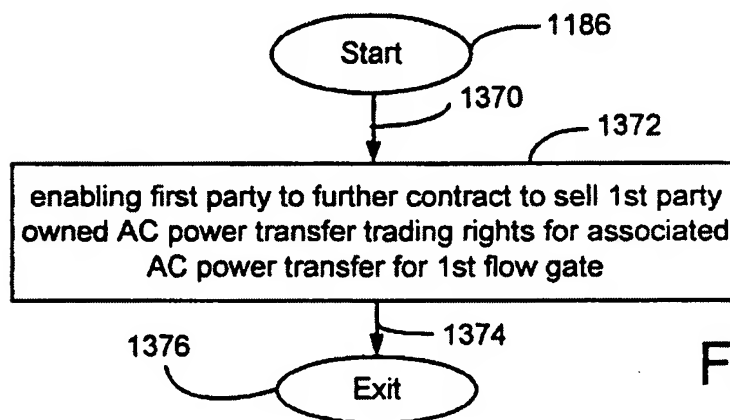 Start
1186
1370
1372
enabling first party to further contract to sell 1st party
owned AC power transfer trading rights for associated
AC power transfer for 1st flow gate
1374
1376
Exit
F